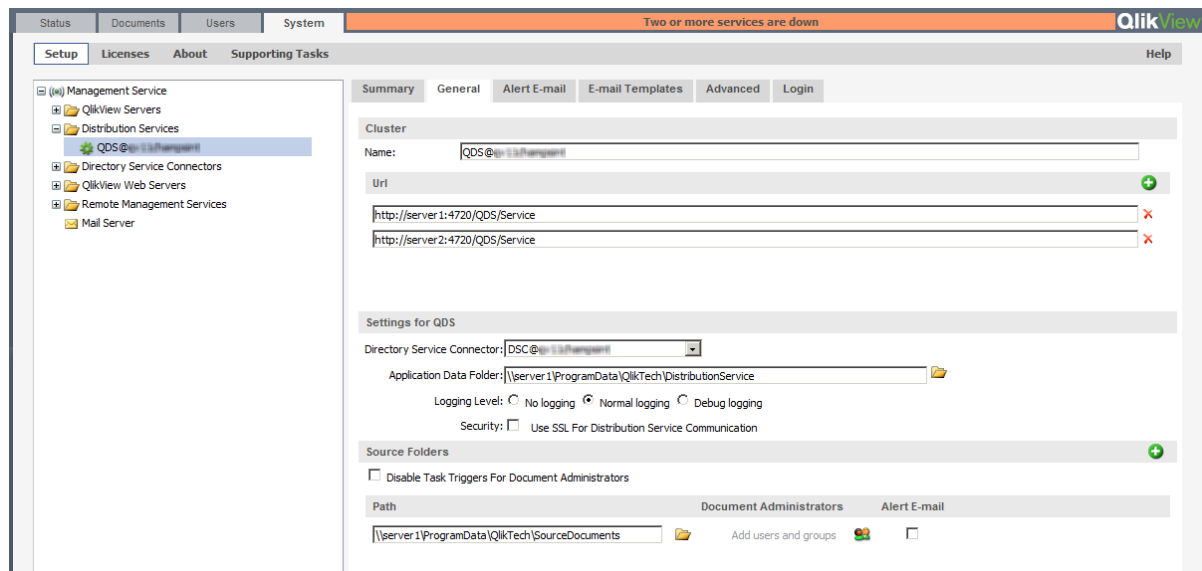 Status Documents Users System Two or more services are down QlikView
Setup Licenses About Supporting Tasks Help
Management Service
QlikView Servers
Distribution Services
QDS@
Directory Service Connectors
QlikView Web Servers
Remote Management Services
Mail Server
Summary General Alert E-mail E-mail Templates Advanced Login
Cluster
Name: QDS@
Url
http://server1:4720/QDS/Service
http://server2:4720/QDS/Service
Settings for QDS
Directory Service Connector: DSC@
Application Data Folder: \\server1\ProgramData\QlikTech\DistributionService
Logging Level: No logging Normal logging Debug logging
Security: Use SSL For Distribution Service Communication
Source Folders
Disable Task Triggers For Document Administrators
Path Document Administrators Alert E-mail
\\server1\ProgramData\QlikTech\SourceDocuments Add users and groups